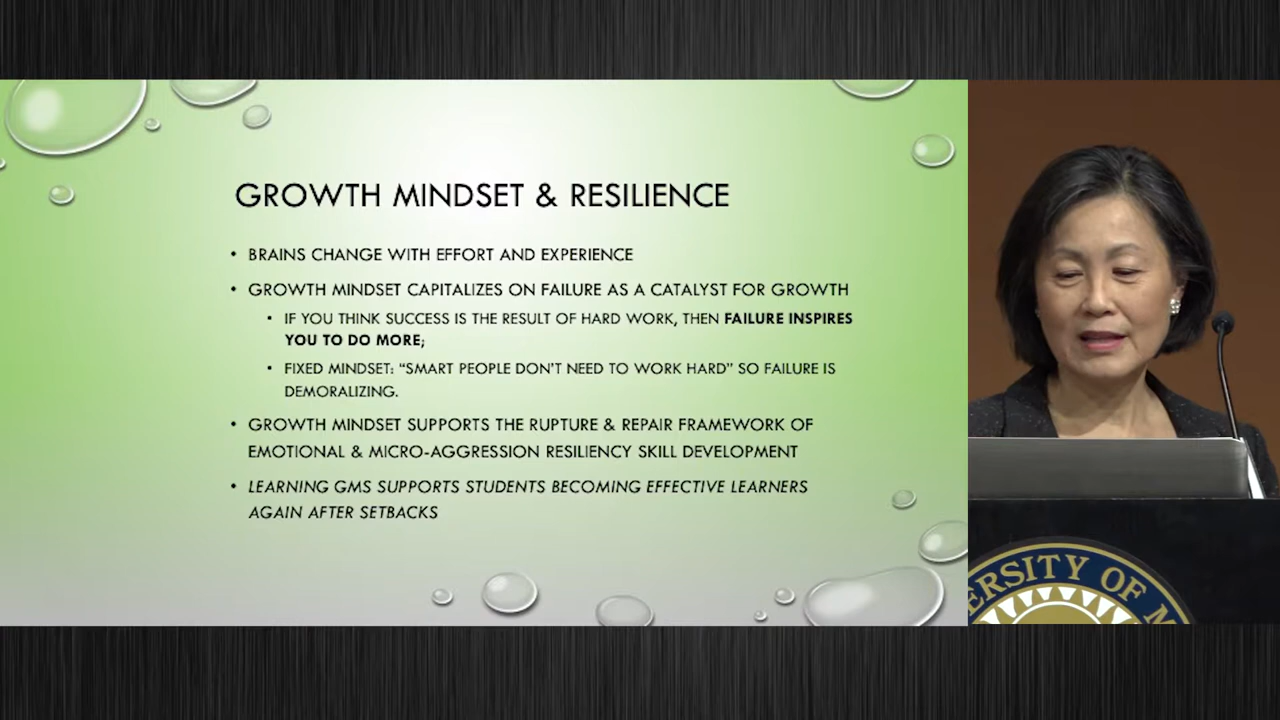 GROWTH MINDSET & RESILIENCE
• BRAINS CHANGE WITH EFFORT AND EXPERIENCE
• GROWTH MINDSET CAPITALIZES ON FAILURE AS A CATALYST FOR GROWTH
• IF YOU THINK SUCCESS IS THE RESULT OF HARD WORK, THEN FAILURE INSPIRES
YOU TO DO MORE;
• FIXED MINDSET: “SMART PEOPLE DON’T NEED TO WORK HARD” SO FAILURE IS
DEMORALIZING.
• GROWTH MINDSET SUPPORTS THE RUPTURE & REPAIR FRAMEWORK OF
EMOTIONAL & MICRO-AGGRESSION RESILIENCY SKILL DEVELOPMENT
• LEARNING GMS SUPPORTS STUDENTS BECOMING EFFECTIVE LEARNERS
AGAIN AFTER SETBACKS
ERSITY OF M